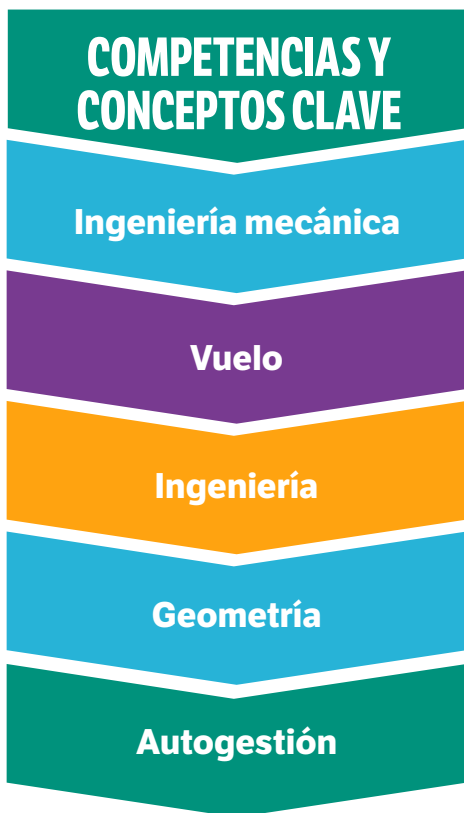 COMPETENCIAS Y
CONCEPTOS CLAVE
Ingeniería mecánica
Vuelo
Ingeniería
Geometría
Autogestión